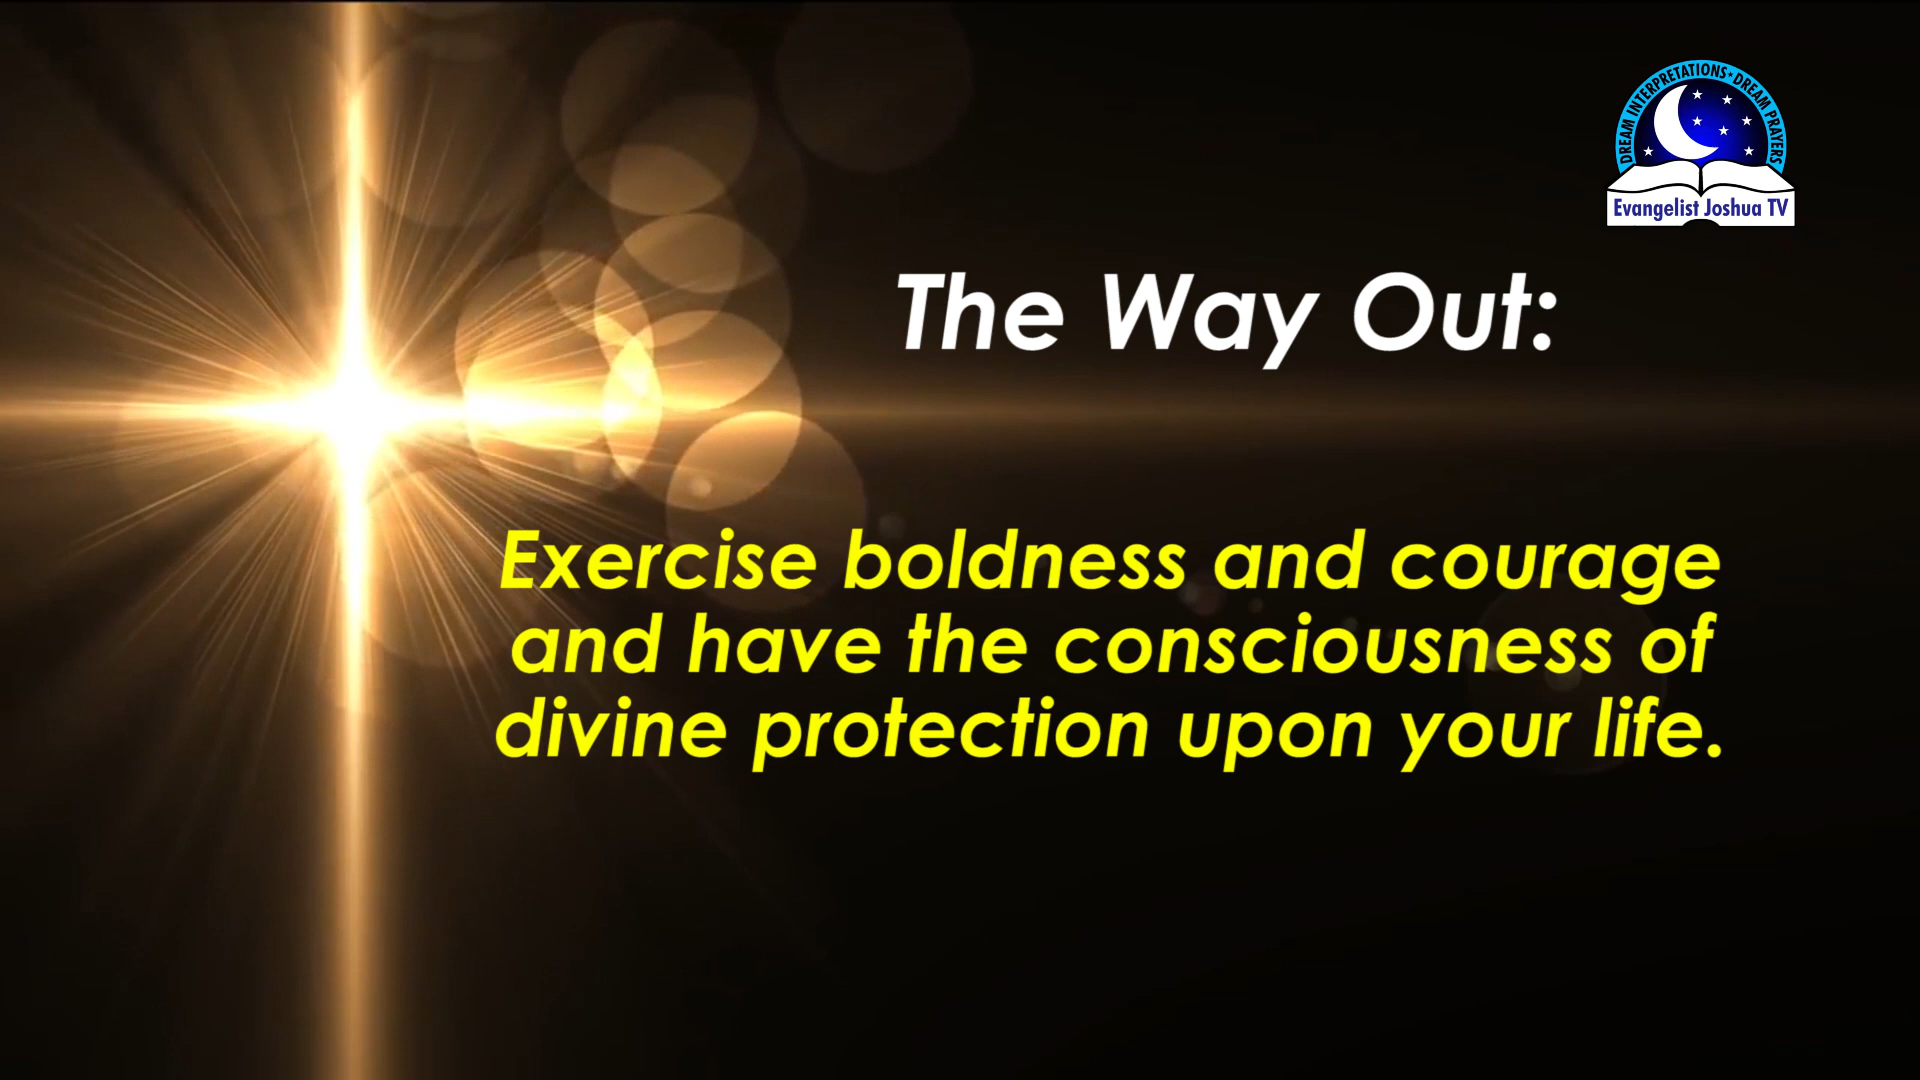 DREAM INTERPRETATIONS • DREAM PRAYERS
Evangelist Joshua TV
The Way Out:
Exercise boldness and courage
and have the consciousness of
divine protection upon your life.